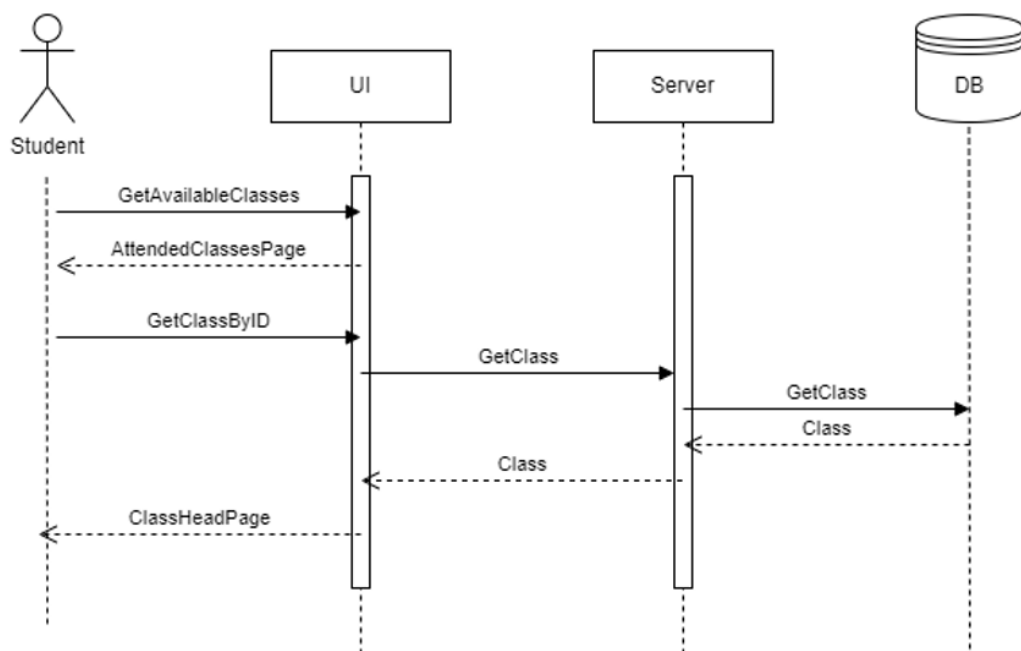 UI
Server
DB
Student
GetAvailableClasses
AttendedClassesPage
GetClassByID
GetClass
GetClass
Class
Class
ClassHeadPage